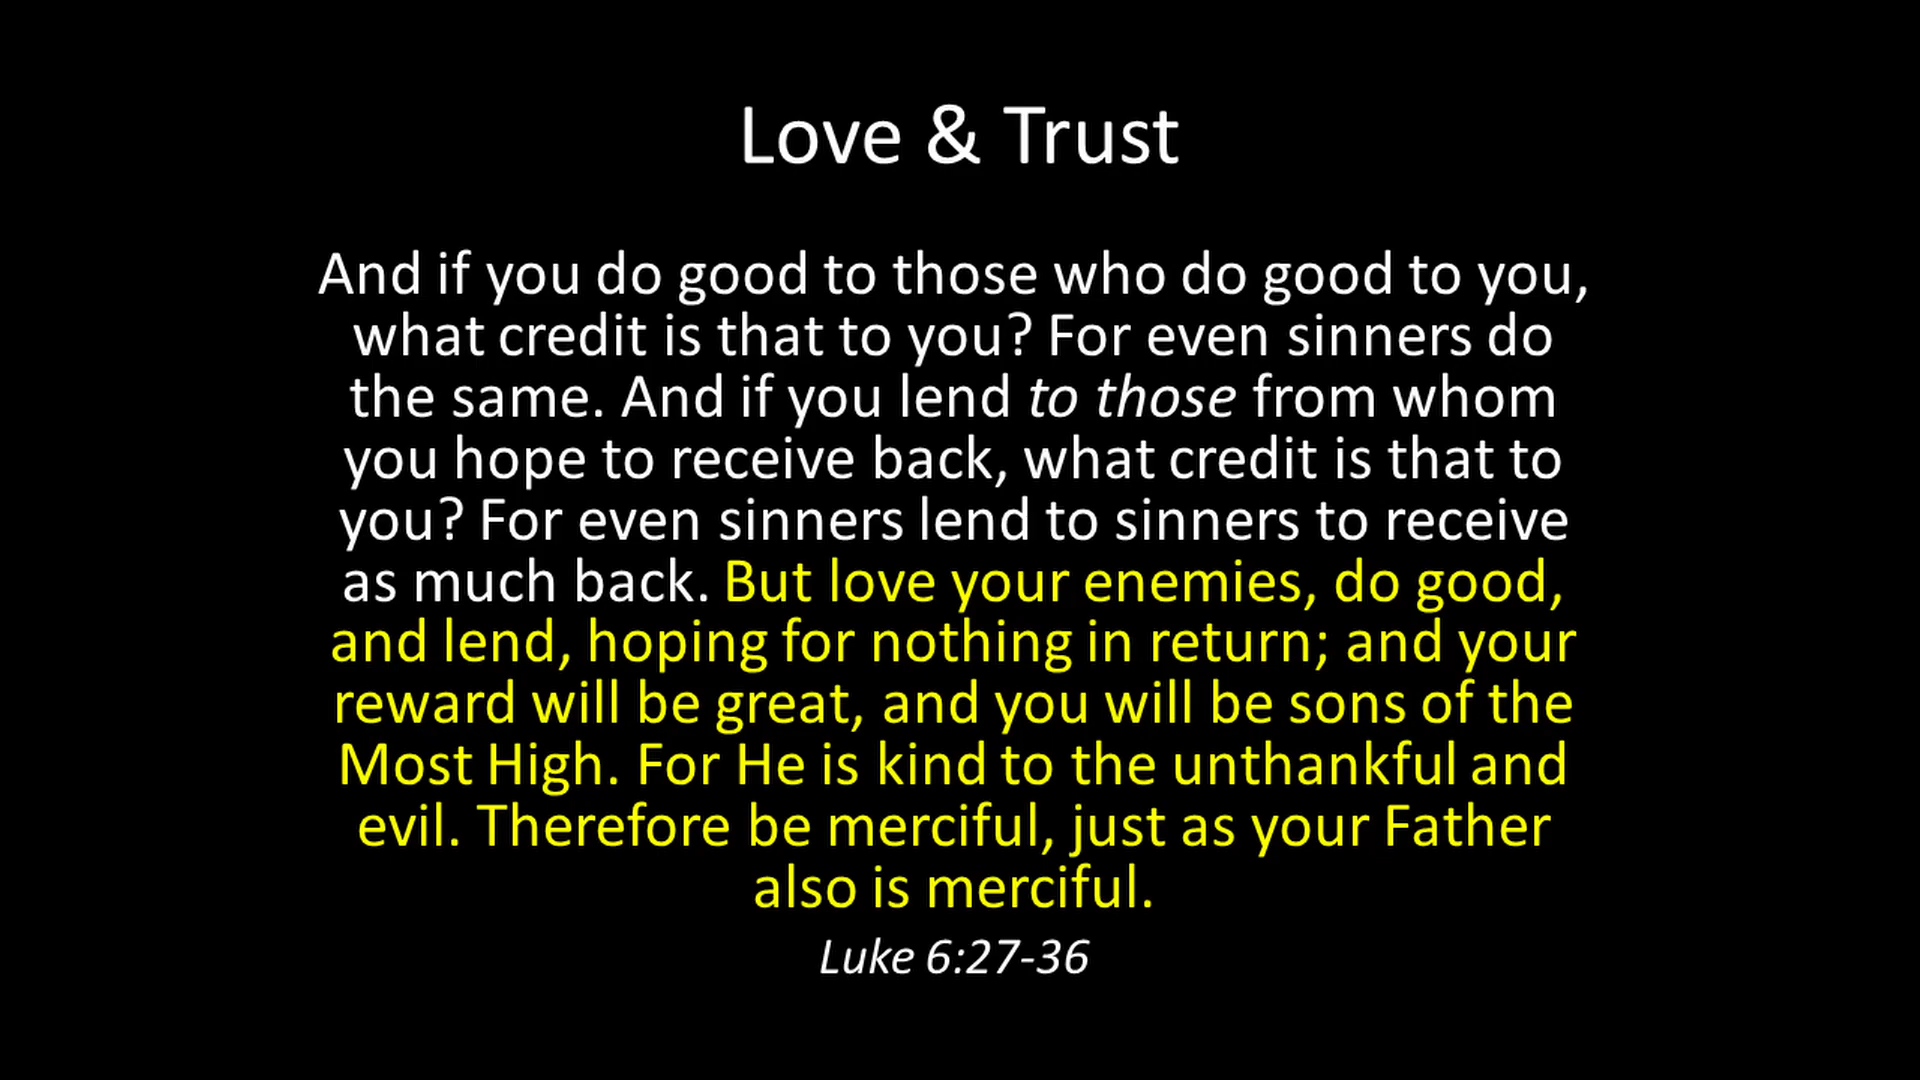 Love & Trust
And if you do good to those who do good to you,
what credit is that to you? For even sinners do
the same. And if you lend to those from whom
you hope to receive back, what credit is that to
you? For even sinners lend to sinners to receive
as much back. But love your enemies, do good,
and lend, hoping for nothing in return; and your
reward will be great, and you will be sons of the
Most High. For He is kind to the unthankful and
evil. Therefore be merciful, just as your Father
also is merciful.
Luke 6:27-36